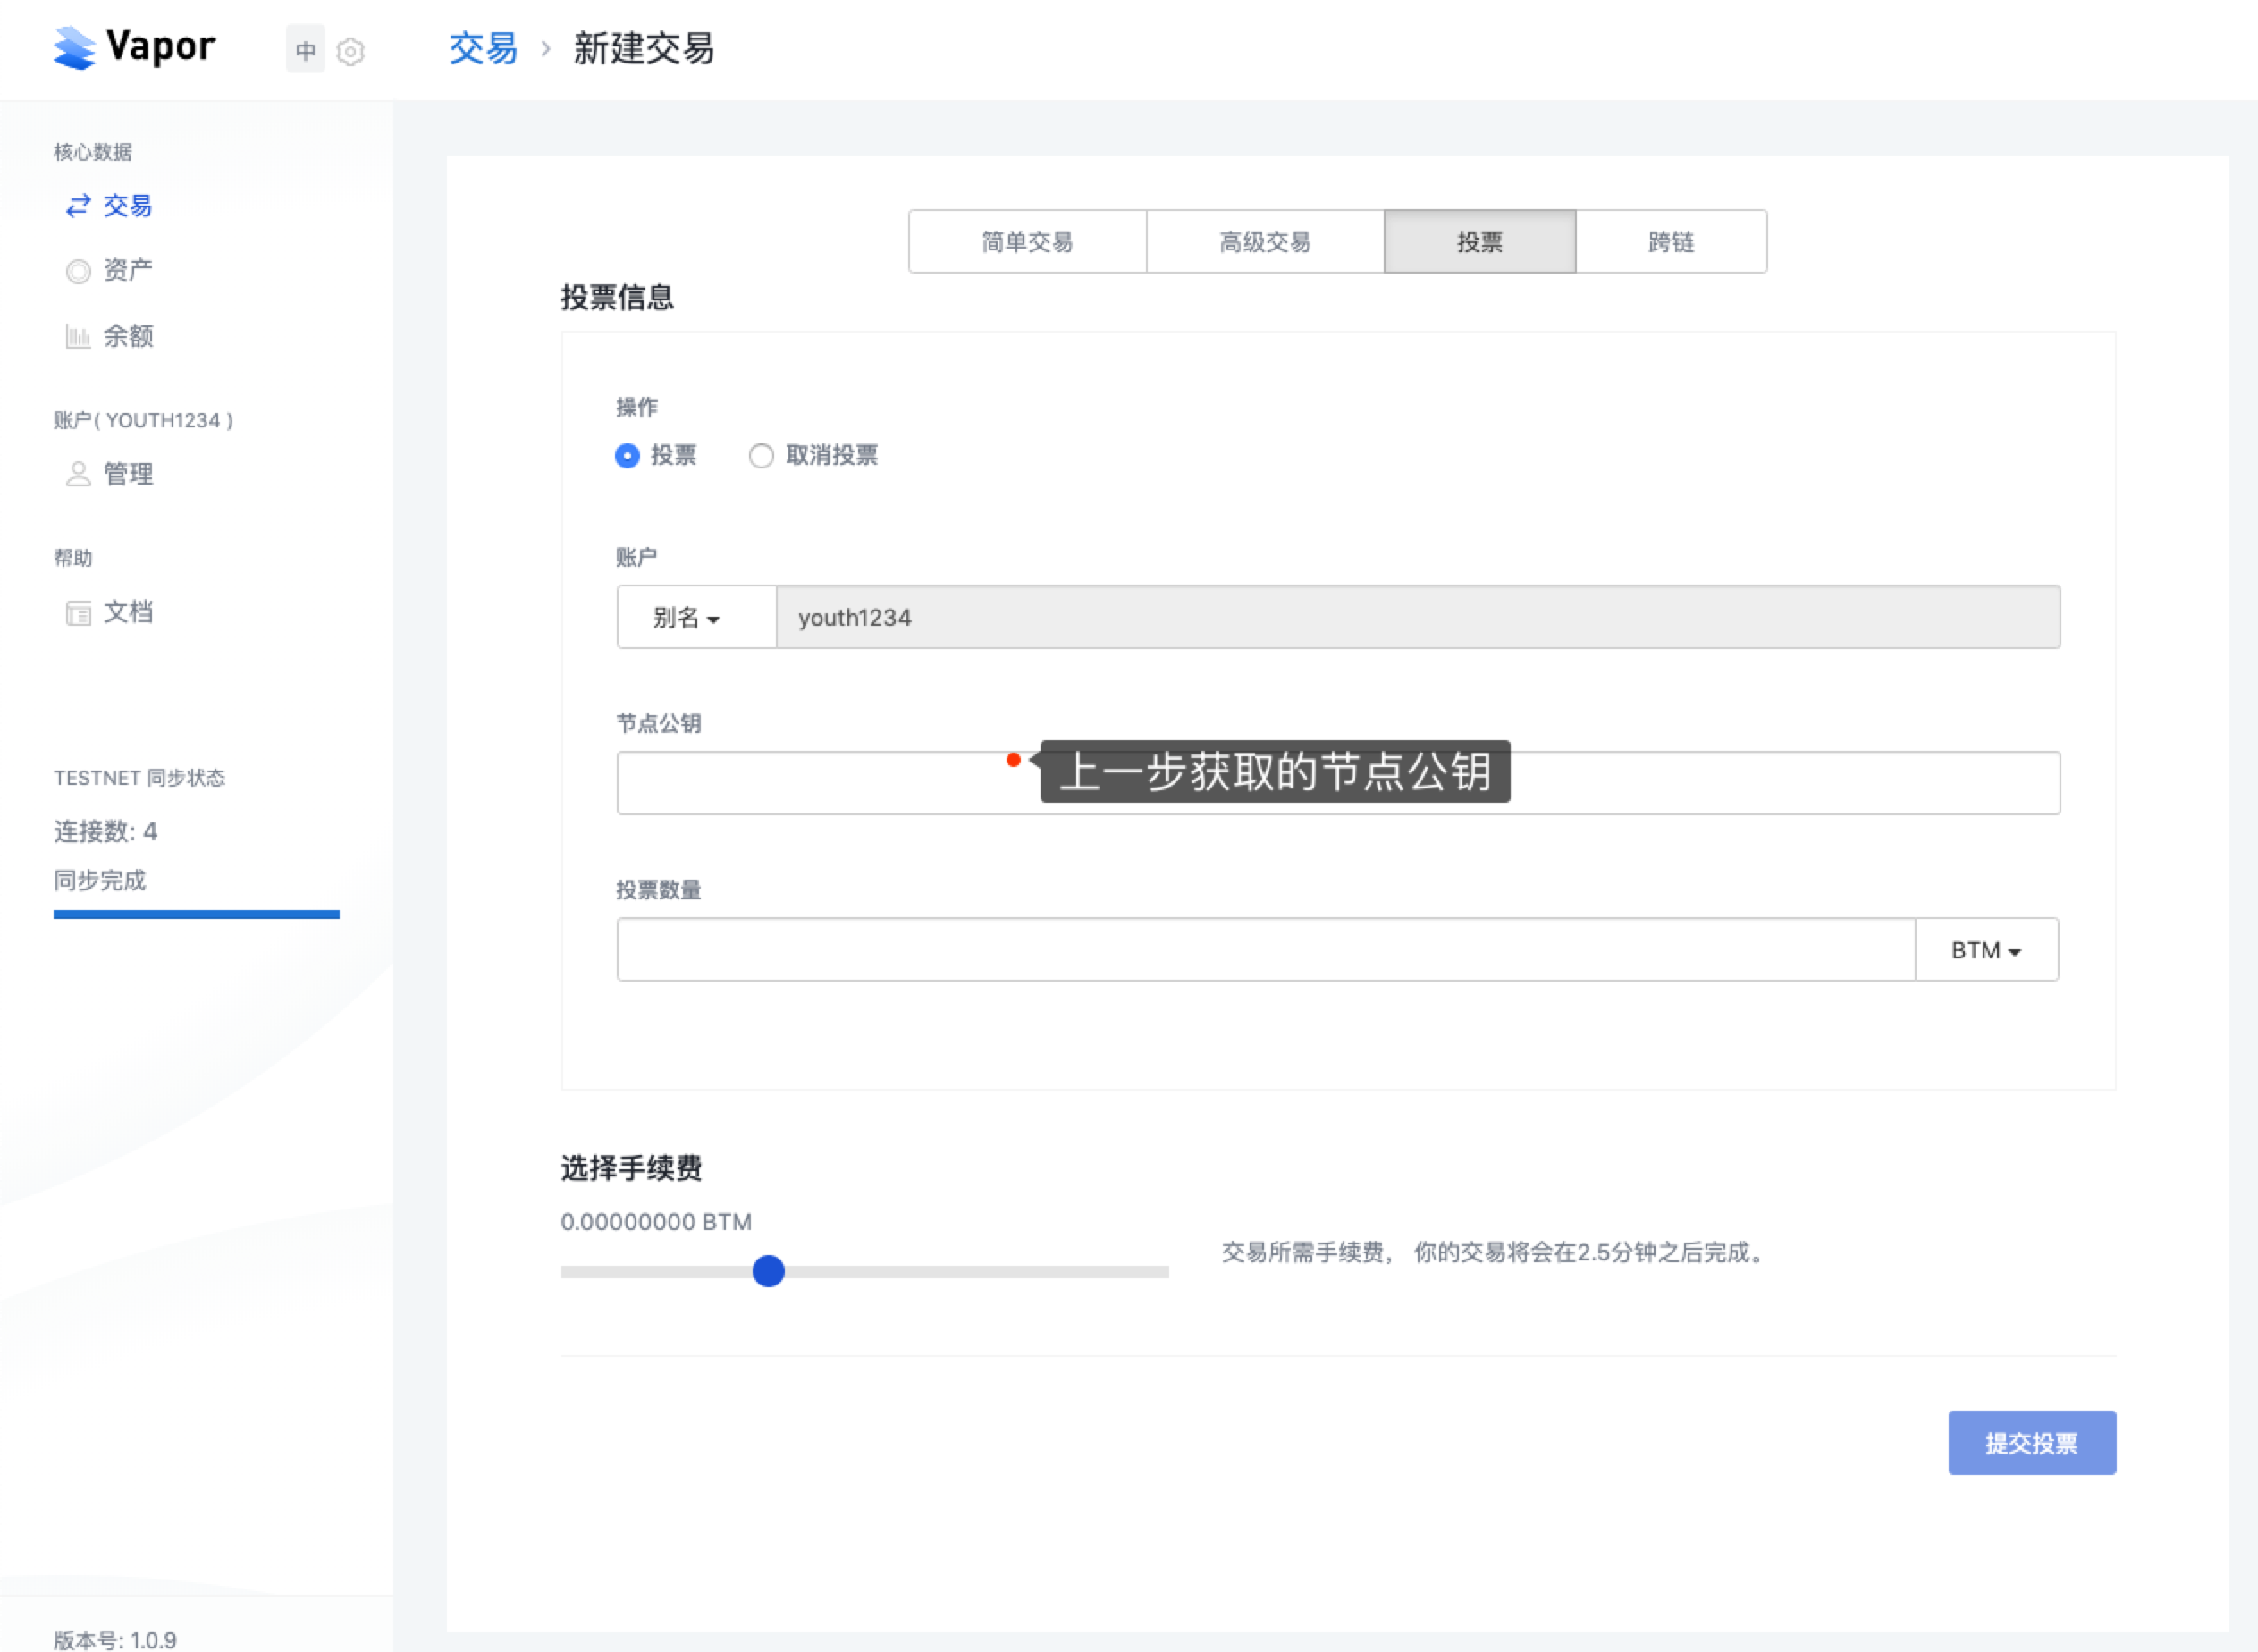 Vapor
中
交易 › 新建交易
核心数据
交易
资产
余额
账户( YOUTH1234 )
管理
帮助
文档
TESTNET 同步状态
连接数: 4
同步完成
版本号: 1.0.9
简单交易
高级交易
投票
跨链
投票信息
操作
投票
取消投票
账户
别名
youth1234
节点公钥
上一步获取的节点公钥
投票数量
BTM
选择手续费
0.00000000 BTM
交易所需手续费， 你的交易将会在2.5分钟之后完成。
提交投票